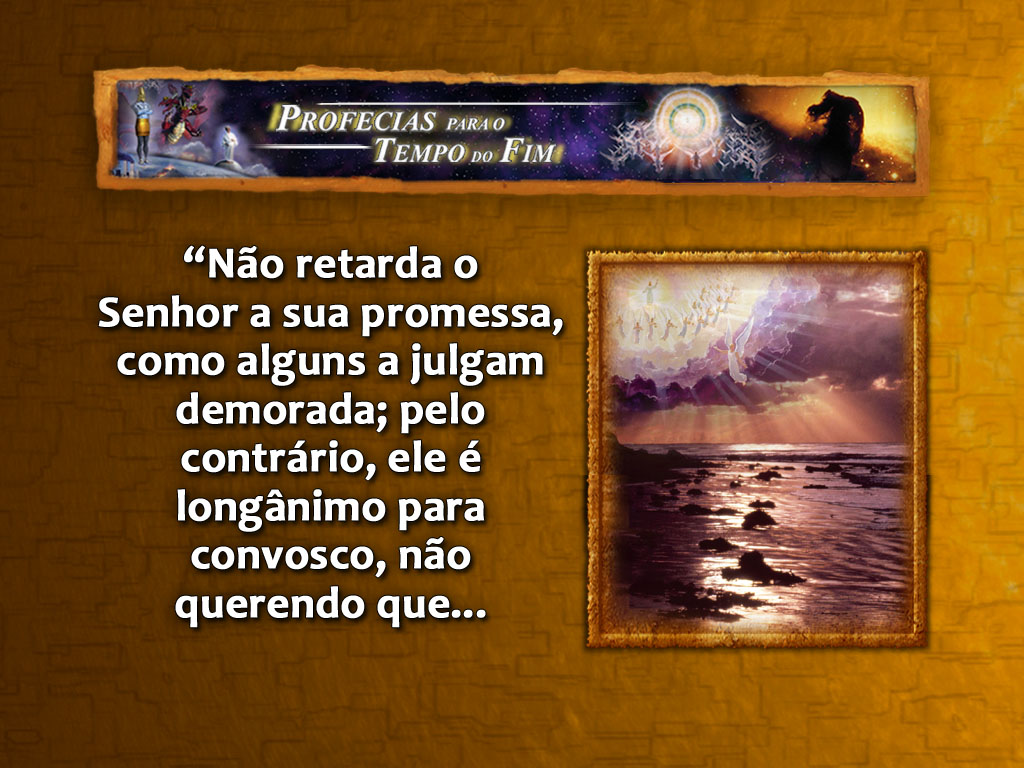 PROFECIAS PARA O
TEMPO DO FIM
“Não retarda o
Senhor a sua promessa,
como alguns a julgam
demorada; pelo
contrário, ele é
longânimo para
convosco, não
querendo que...